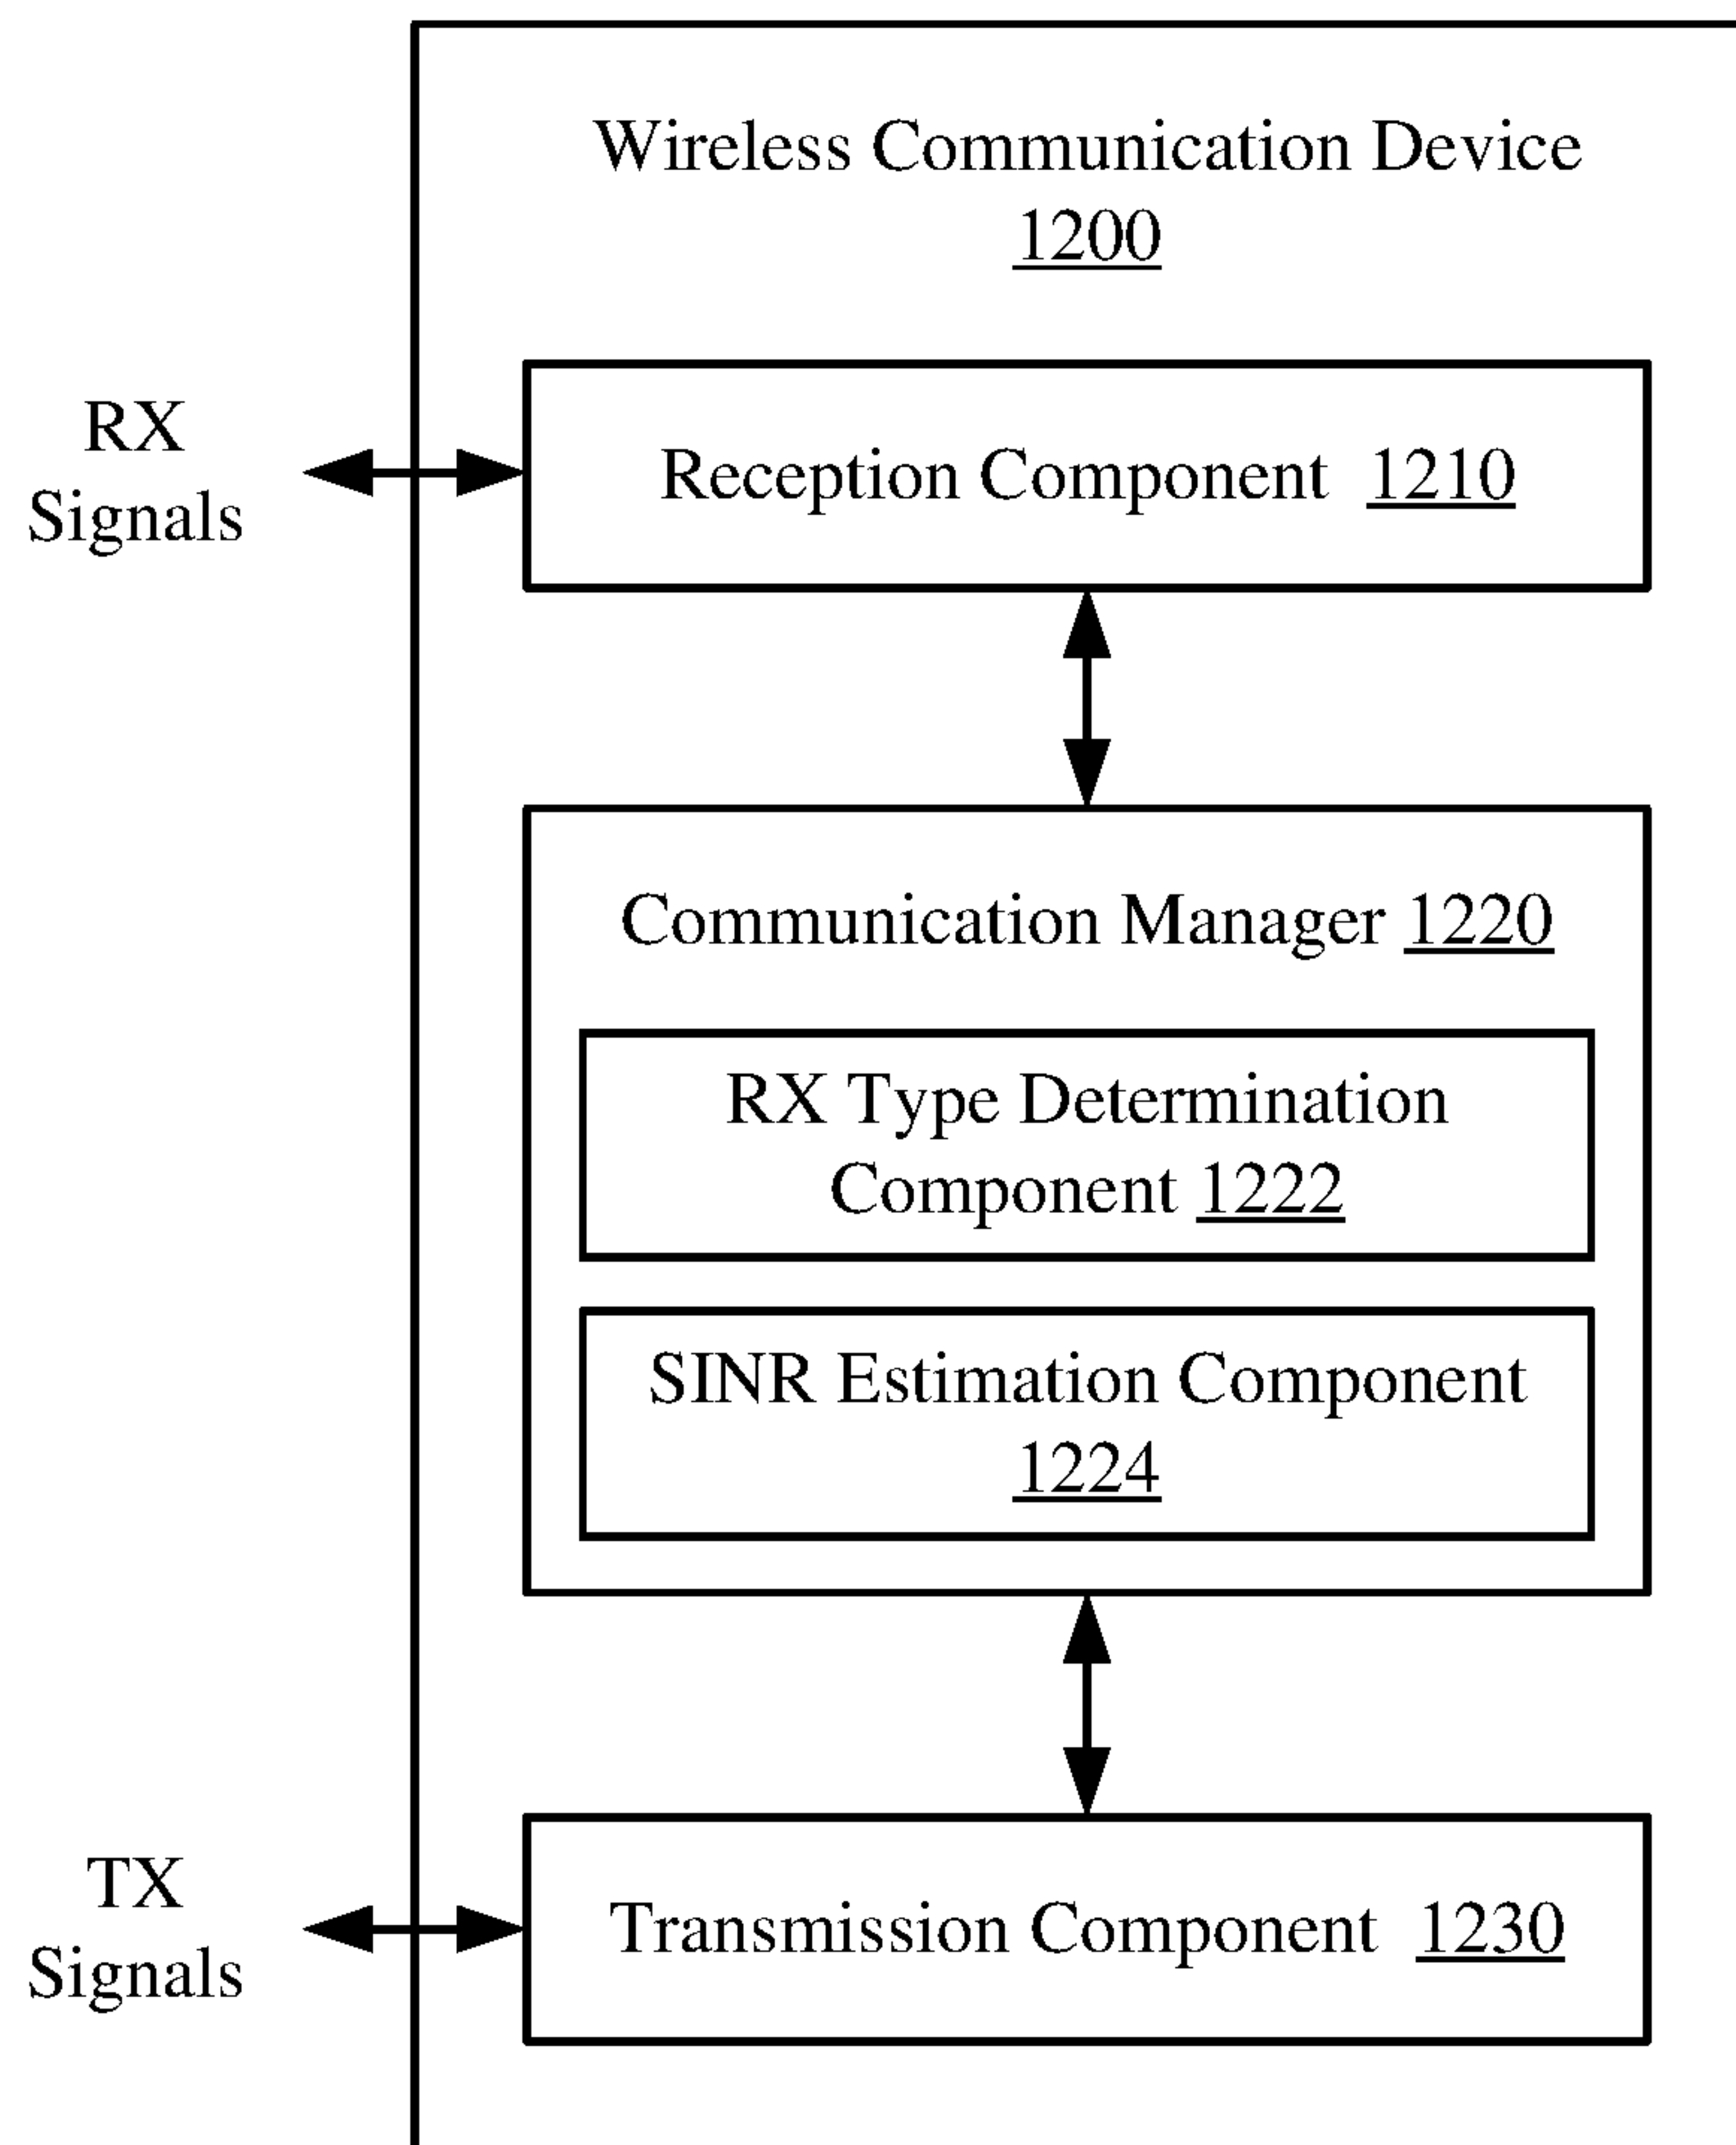 Wireless Communication Device
1200
RX
Signals
Reception Component 1210
Communication Manager 1220
RX Type Determination
Component 1222
SINR Estimation Component
1224
TX
Signals
Transmission Component 1230